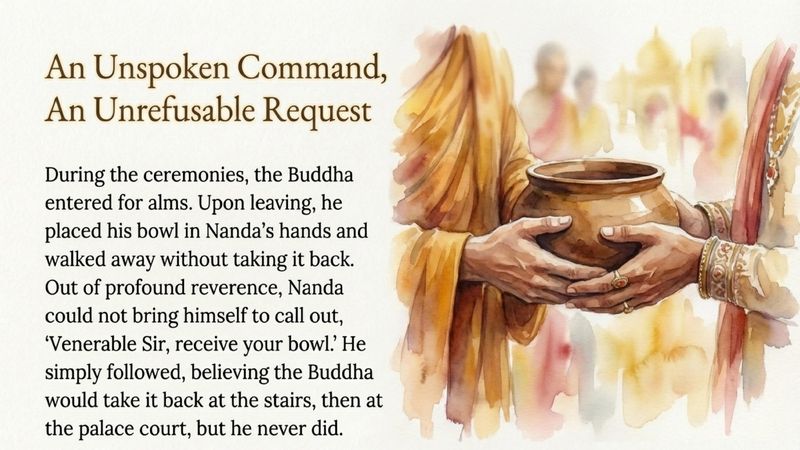 An Unspoken Command,
An Unrefusable Request
During the ceremonies, the Buddha
entered for alms. Upon leaving, he
placed his bowl in Nanda’s hands and
walked away without taking it back.
Out of profound reverence, Nanda
could not bring himself to call out,
‘Venerable Sir, receive your bowl.’ He
simply followed, believing the Buddha
would take it back at the stairs, then at
the palace court, but he never did.